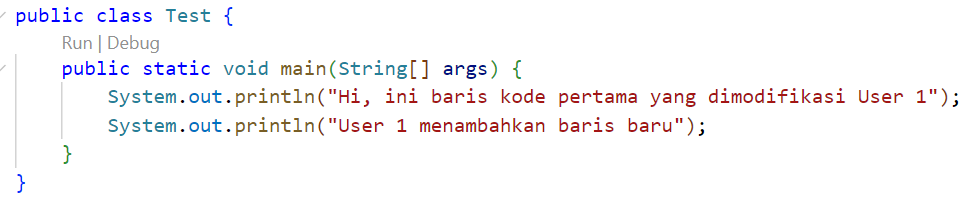 public class Test {
Run | Debug
public static void main(String[] args) {
System.out.println("Hi, ini baris kode pertama yang dimodifikasi User 1");
System.out.println("User 1 menambahkan baris baru");
}
}